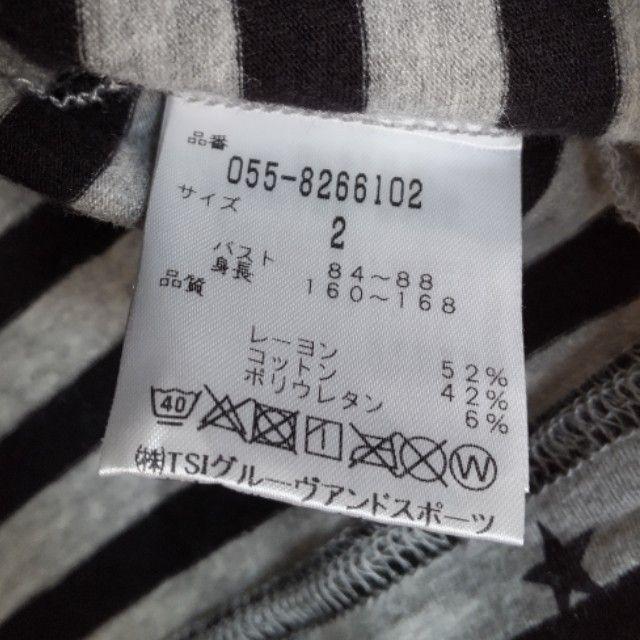 品番
055-8266102
サイズ
2
バスト 84～88
身長 160～168
品質
レーヨン 52%
コットン 42%
ポリウレタン 6%
40
W
㈱TSIグルーヴアンドスポーツ